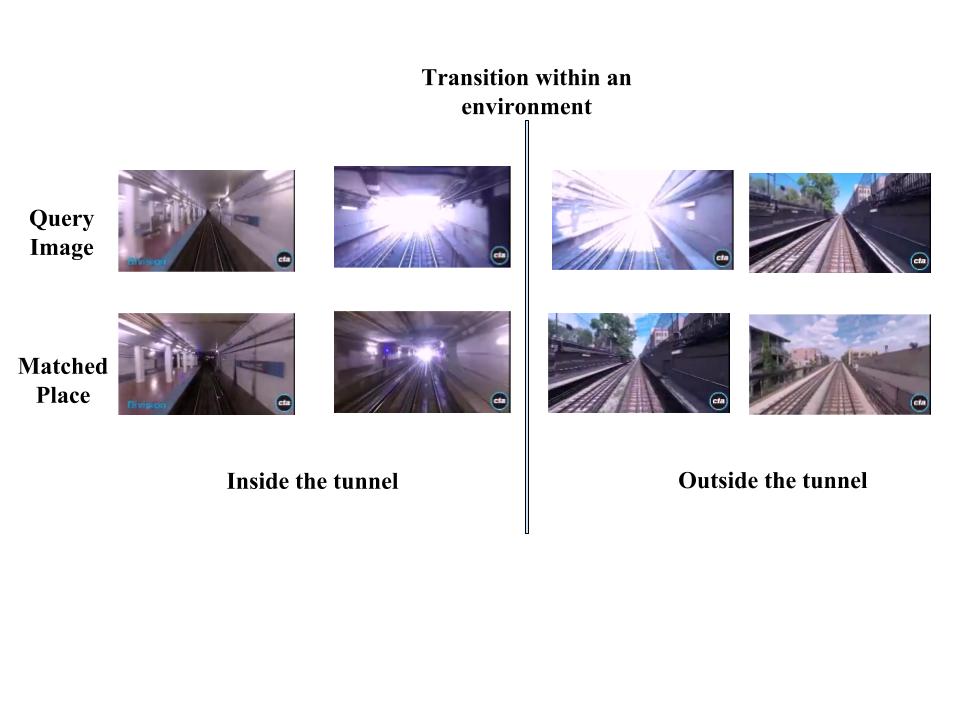 Transition within an
environment
Query
Image
cta
cta
cta
cta
Division
Matched
Place
cta
cta
cta
cta
Division
Inside the tunnel
Outside the tunnel